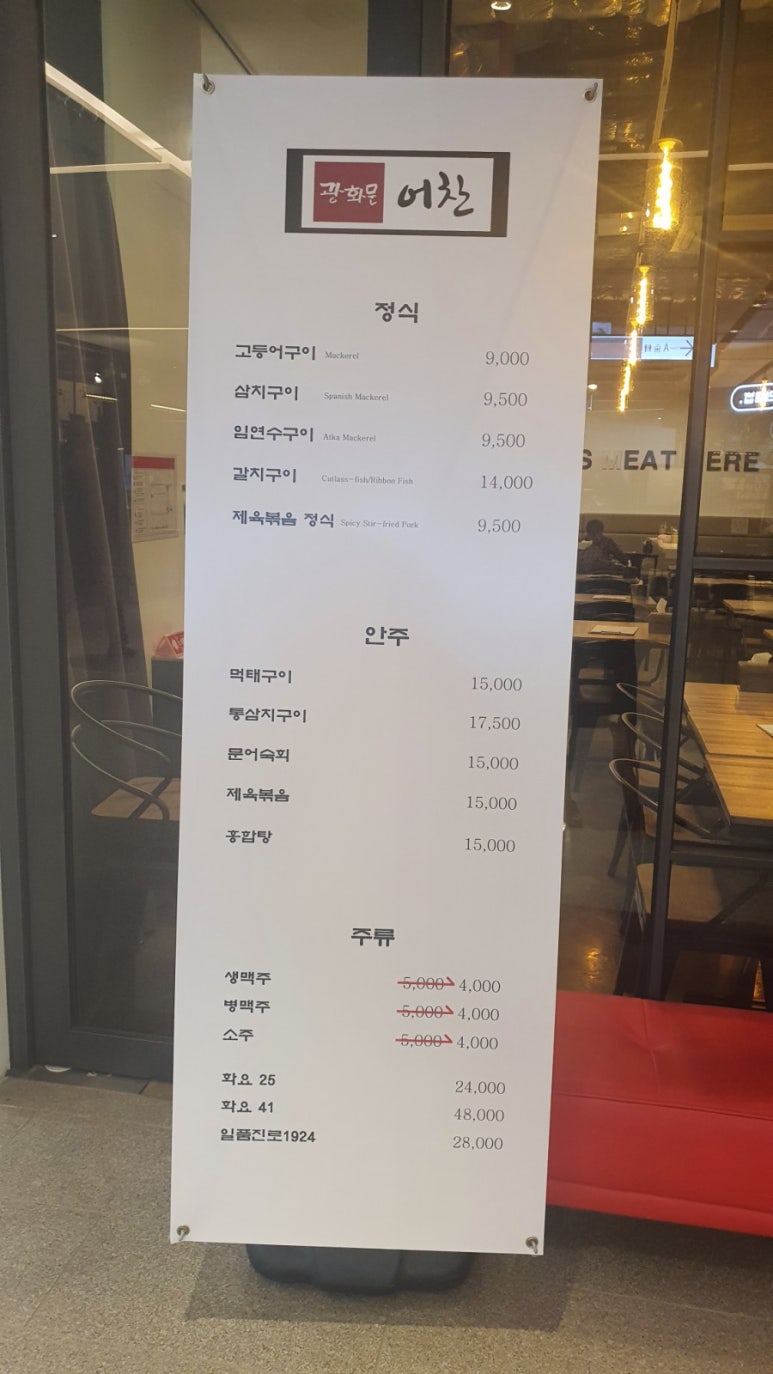 광화문 어찬
정식
고등어구이 Mackerel 9,000
삼치구이 Spanish Mackerel 9,500
임연수구이 Atka Mackerel 9,500
갈치구이 Cutlass-fish/Ribbon Fish 14,000
제육볶음 정식 Spicy Stir-fried Pork 9,500
안주
먹태구이 15,000
통삼치구이 17,500
문어숙회 15,000
제육볶음 15,000
홍합탕 15,000
주류
생맥주 5,000 4,000
병맥주 5,000 4,000
소주 5,000 4,000
화요 25 24,000
화요 41 48,000
일품진로1924 28,000
S MEAT ERE